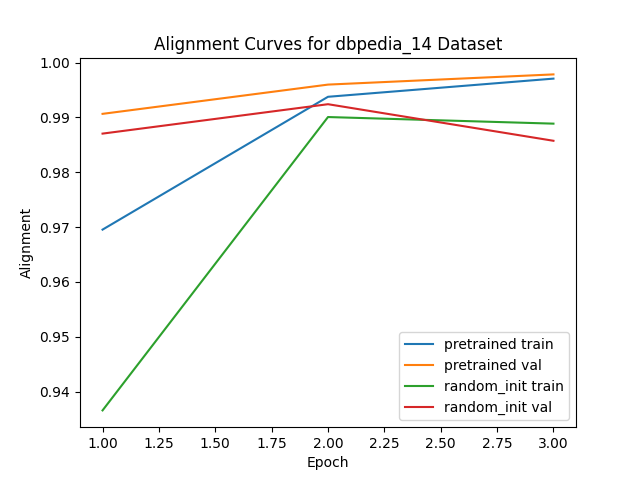 Alignment Curves for dbpedia_14 Dataset
Alignment
1.00
0.99
0.98
0.97
0.96
0.95
0.94
pretrained train
pretrained val
random_init train
random_init val
1.00 1.25 1.50 1.75 2.00 2.25 2.50 2.75 3.00
Epoch